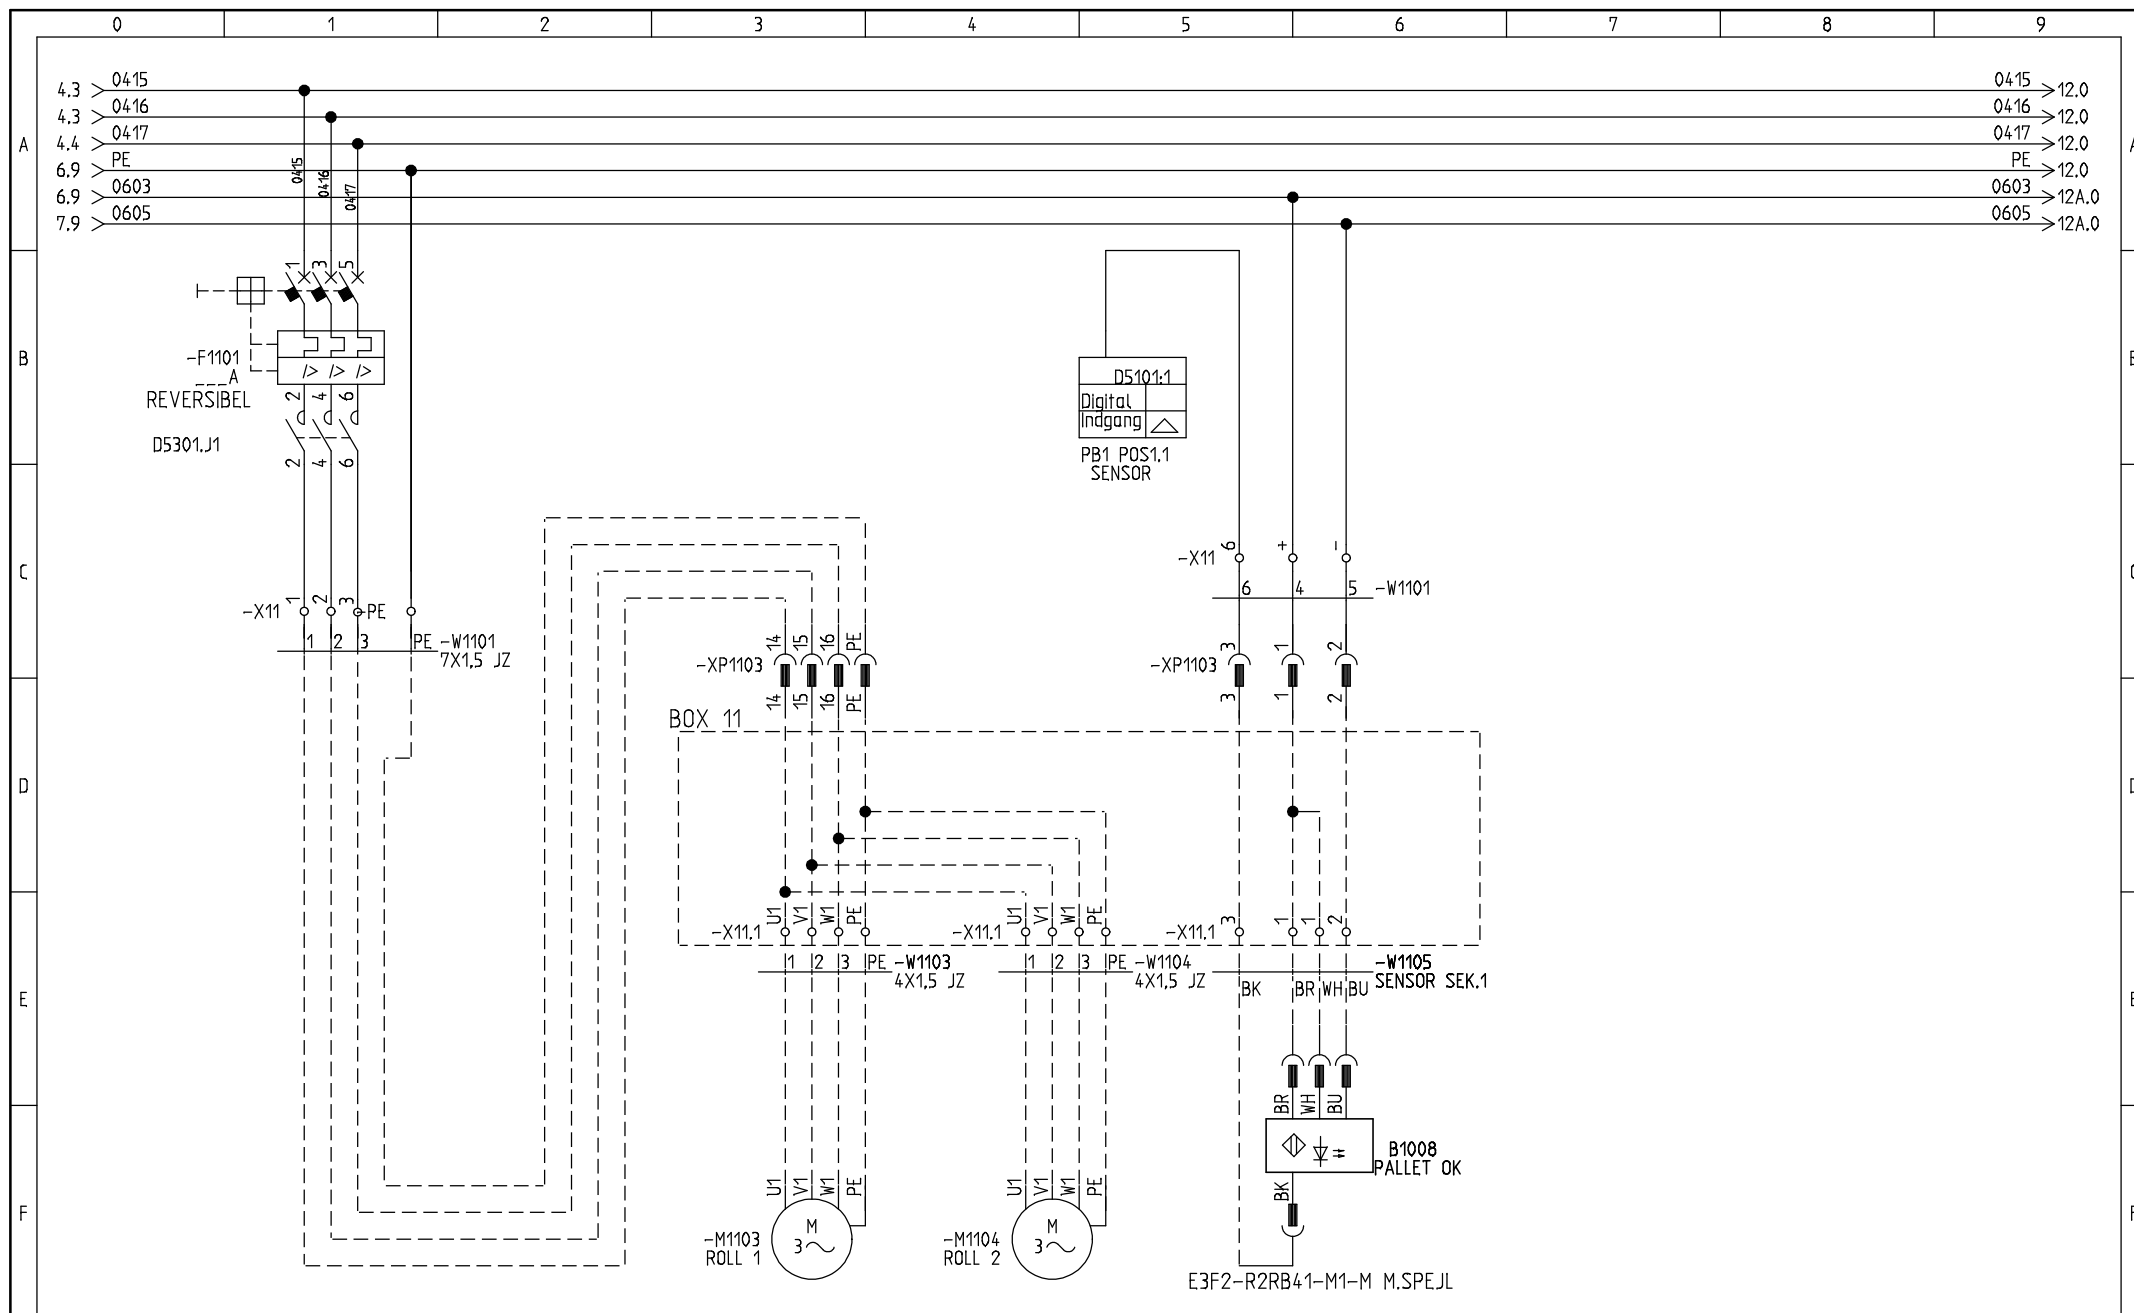 0 1 2 3 4 5 6 7 8 9
4.3 0415 0415 12.0
4.3 0416 0416 12.0
A 4.4 0417 0417 12.0
6.9 PE PE 12.0
6.9 0603 0603 12A.0
7.9 0605 0605 12A.0
0415 0416 0417
1 3 5
B
-F1101
___A
REVERSIBEL
I> I> I>
2 4 6
D5301.J1
2 4 6
D5101:1
Digital
Indgang
PB1 POS1.1
SENSOR
C
-X11 6 + -
6 4 5 -W1101
-X11 1 2 3 -PE
1 2 3 PE -W1101
7X1,5 JZ
14 15 16 PE
-XP1103
14 15 16 PE
3 1 2
-XP1103
3 1 2
BOX 11
D
U1 V1 W1 PE
-X11.1
U1 V1 W1 PE
-X11.1
3 1 1 2
-X11.1
1 2 3 PE -W1103
4X1,5 JZ
1 2 3 PE -W1104
4X1,5 JZ
-W1105
SENSOR SEK.1
BK BR WH BU
E
BR WH BU
B1008
PALLET OK
BK
U1 V1 W1 PE
U1 V1 W1 PE
F
M
3
-M1103
ROLL 1
M
3
-M1104
ROLL 2
E3F2-R2RB41-M1-M M.SPEJL